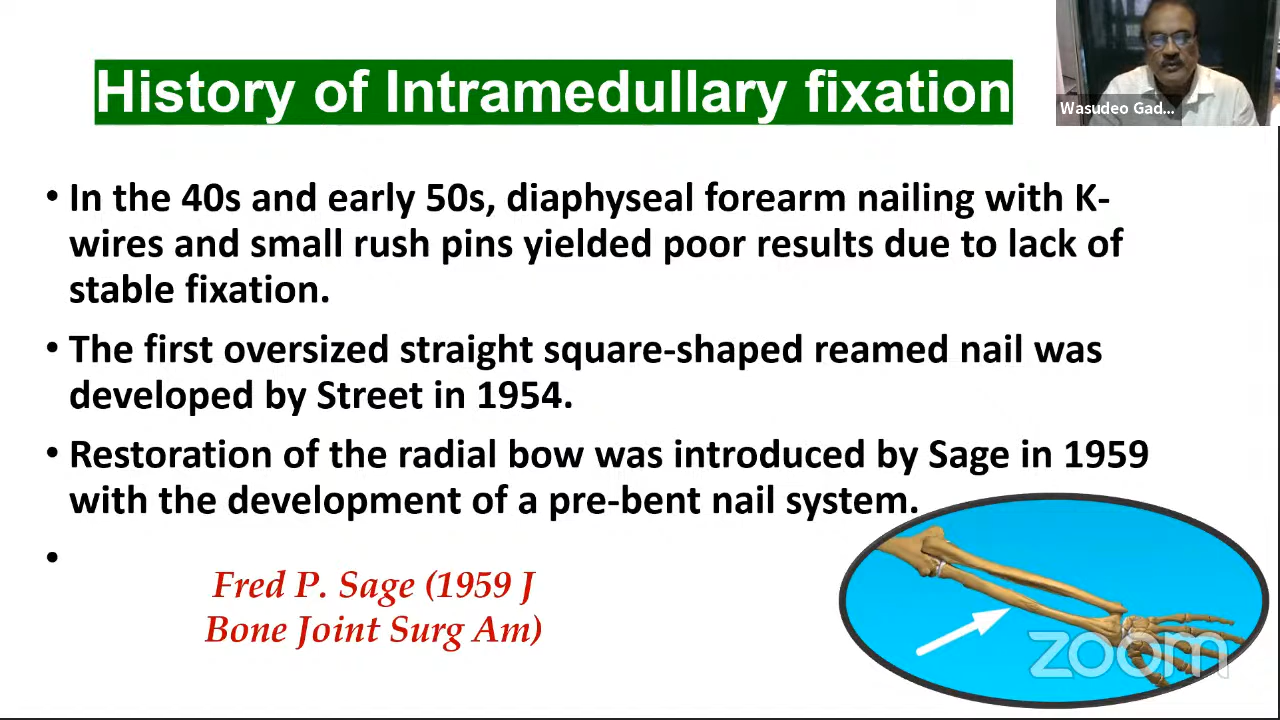 History of Intramedullary fixation
Wasudeo Gad...
• In the 40s and early 50s, diaphyseal forearm nailing with K-
wires and small rush pins yielded poor results due to lack of
stable fixation.
• The first oversized straight square-shaped reamed nail was
developed by Street in 1954.
• Restoration of the radial bow was introduced by Sage in 1959
with the development of a pre-bent nail system.
•
Fred P. Sage (1959 J
Bone Joint Surg Am)
zoom